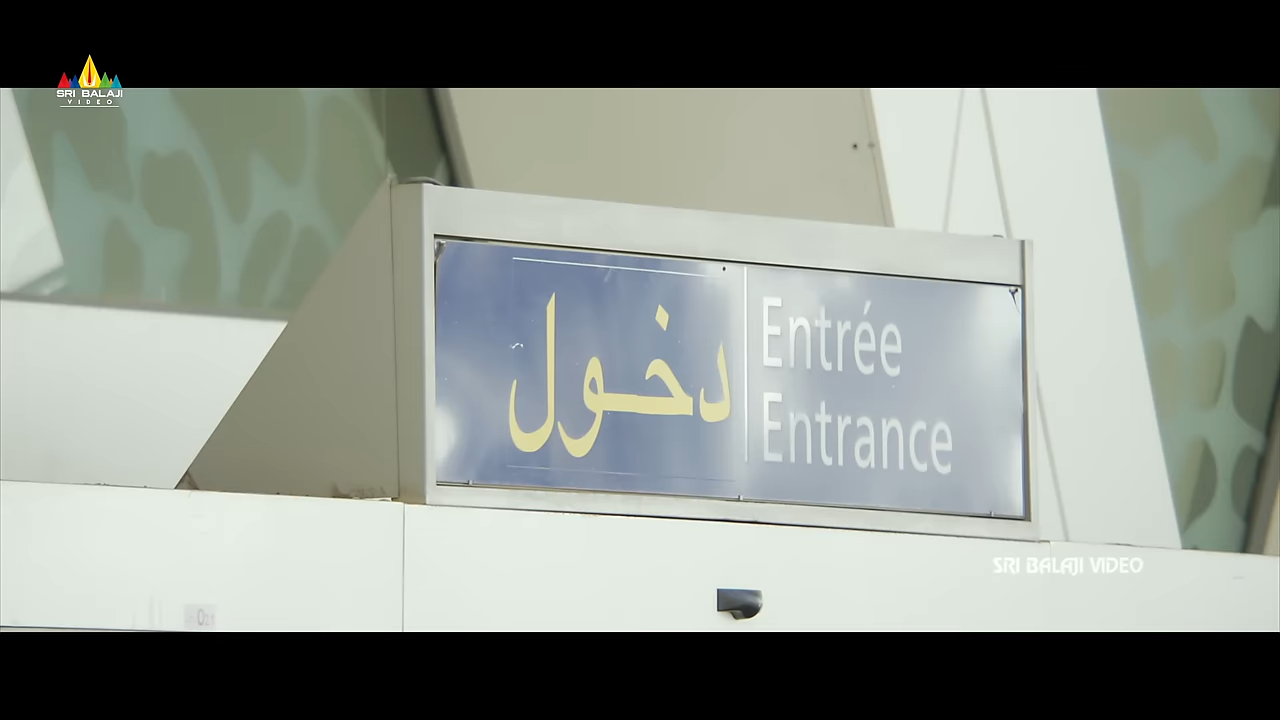 SRI BALAJI
VIDEO
دخول
Entrée
Entrance
SRI BALAJI VIDEO